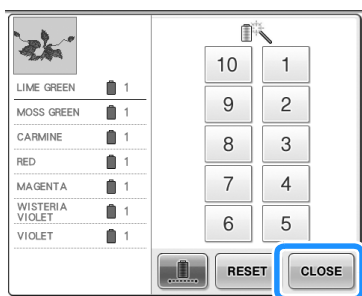 LIME GREEN 1
MOSS GREEN 1
CARMINE 1
RED 1
MAGENTA 1
WISTERIA
VIOLET 1
VIOLET 1
10 1
9 2
8 3
7 4
6 5
RESET CLOSE